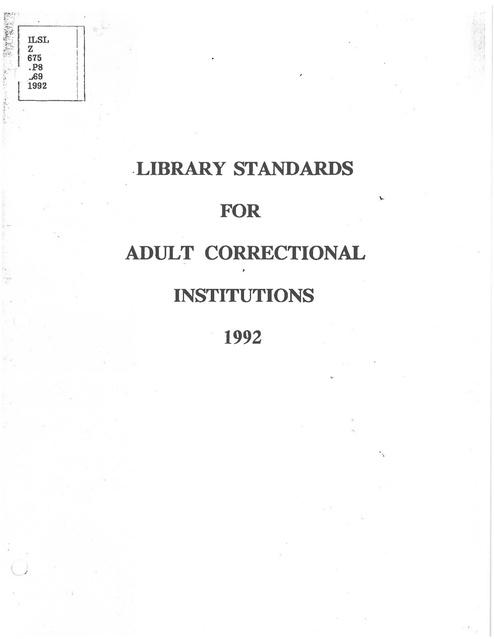 ILSL
Z
675
.P8
.69
1992
LIBRARY STANDARDS
FOR
ADULT CORRECTIONAL
INSTITUTIONS
1992